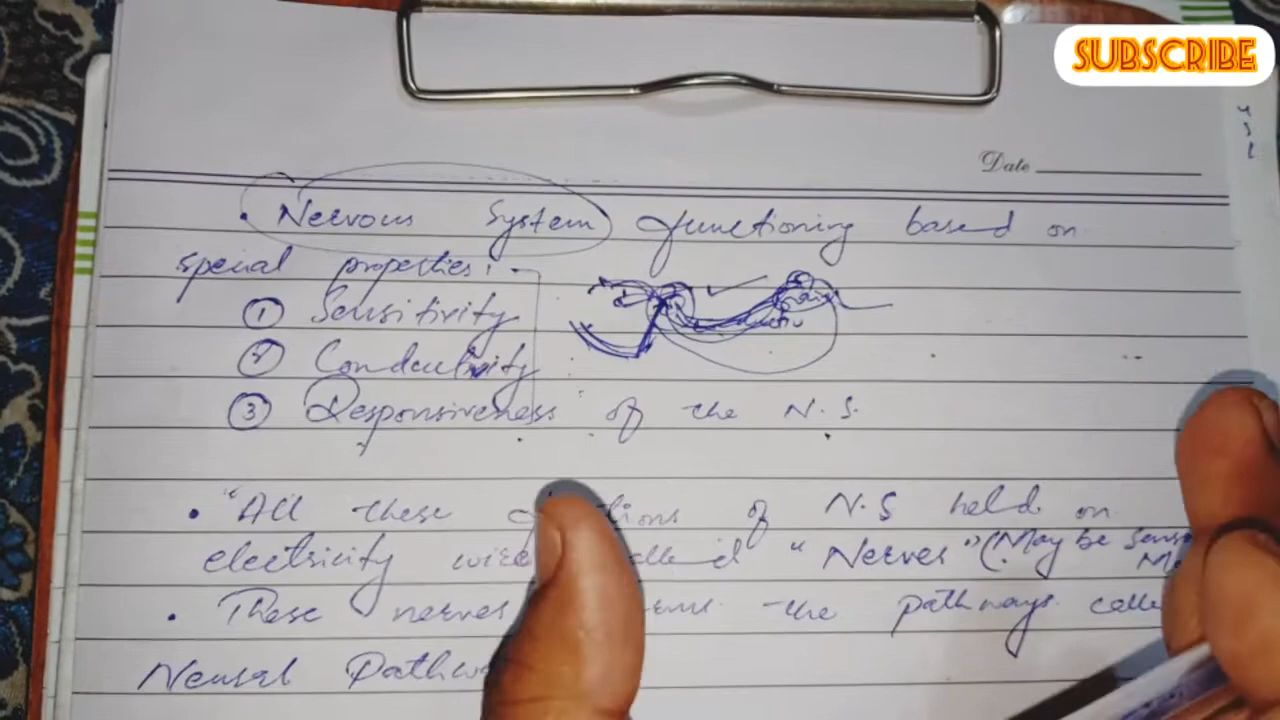 SUBSCRIBE
Date
• Nervous System functioning based on
special properties:-
① Sensitivity
② Conductivity
③ Responsiveness of the N.S.
• "All these of N.S held on
electricity "Nerves" (May be
• These nerves the pathways
Neural